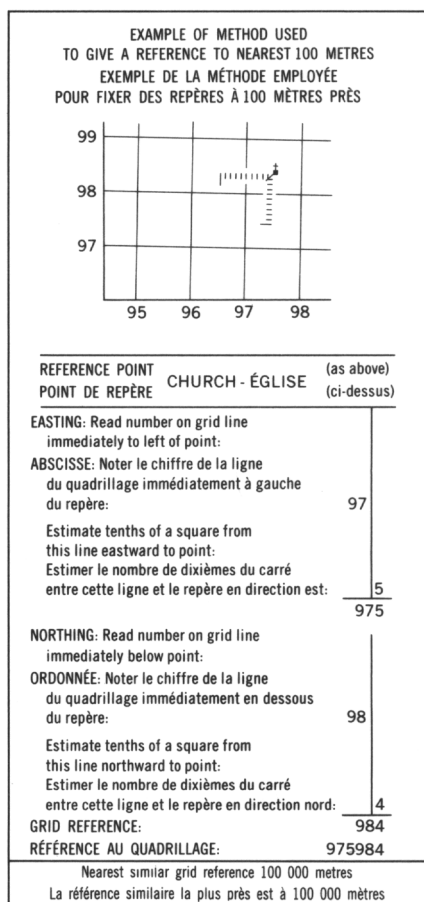 EXAMPLE OF METHOD USED
TO GIVE A REFERENCE TO NEAREST 100 METRES
EXEMPLE DE LA MÉTHODE EMPLOYÉE
POUR FIXER DES REPÈRES À 100 MÈTRES PRÈS
99
98
97
95 96 97 98
REFERENCE POINT
POINT DE REPÈRE
CHURCH - ÉGLISE
(as above)
(ci-dessus)
EASTING: Read number on grid line
immediately to left of point:
ABSCISSE: Noter le chiffre de la ligne
du quadrillage immédiatement à gauche
du repère: 97
Estimate tenths of a square from
this line eastward to point:
Estimer le nombre de dixièmes du carré
entre cette ligne et le repère en direction est: 5
975
NORTHING: Read number on grid line
immediately below point:
ORDONNÉE: Noter le chiffre de la ligne
du quadrillage immédiatement en dessous
du repère: 98
Estimate tenths of a square from
this line northward to point:
Estimer le nombre de dixièmes du carré
entre cette ligne et le repère en direction nord: 4
GRID REFERENCE: 984
RÉFÉRENCE AU QUADRILLAGE: 975984
Nearest similar grid reference 100 000 metres
La référence similaire la plus près est à 100 000 mètres